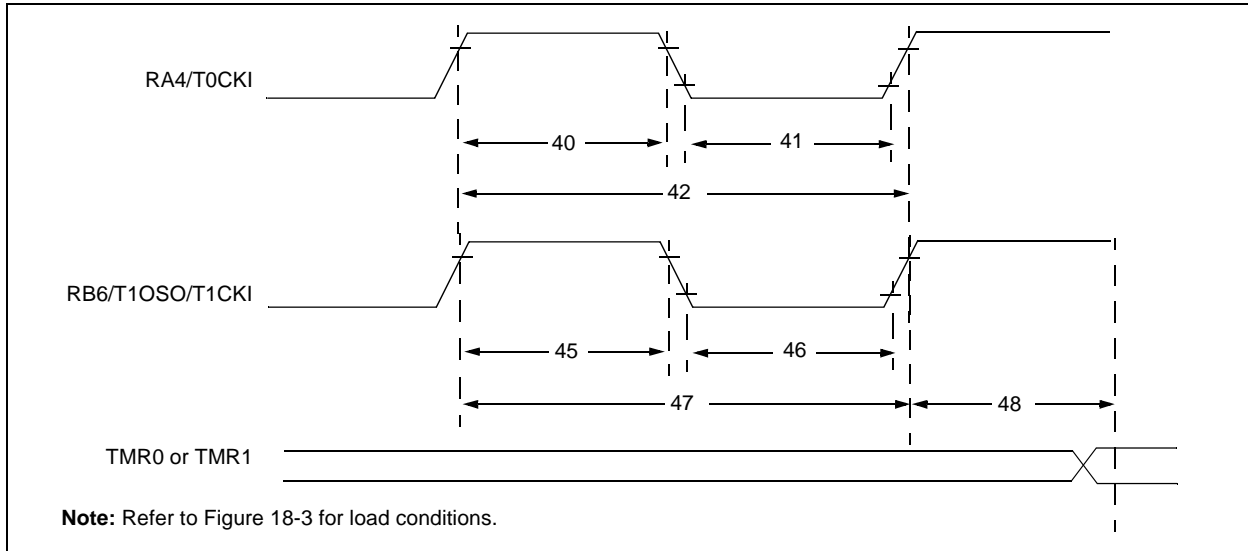 RA4/T0CKI
40
41
42
RB6/T1OSO/T1CKI
45
46
47
48
TMR0 or TMR1
Note: Refer to Figure 18-3 for load conditions.